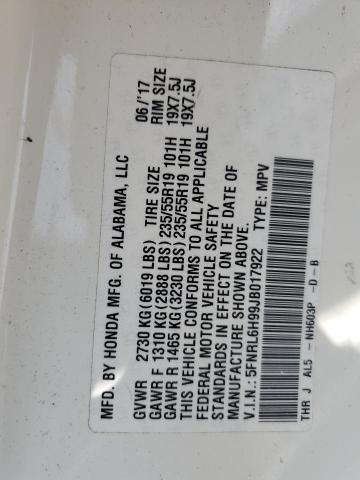 MFD. BY HONDA MFG. OF ALABAMA, LLC 06/'17
GVWR 2730 KG(6019 LBS) TIRE SIZE RIM SIZE
GAWR F 1310 KG(2888 LBS)235/55R19 101H 19X7.5J
GAWR R 1465 KG(3230 LBS)235/55R19 101H 19X7.5J
THIS VEHICLE CONFORMS TO ALL APPLICABLE
FEDERAL MOTOR VEHICLE SAFETY
STANDARDS IN EFFECT ON THE DATE OF
MANUFACTURE SHOWN ABOVE.
V.I.N.: 5FNRL6H99JB017922 TYPE: MPV
THR J AL5 - NH603P -D-B